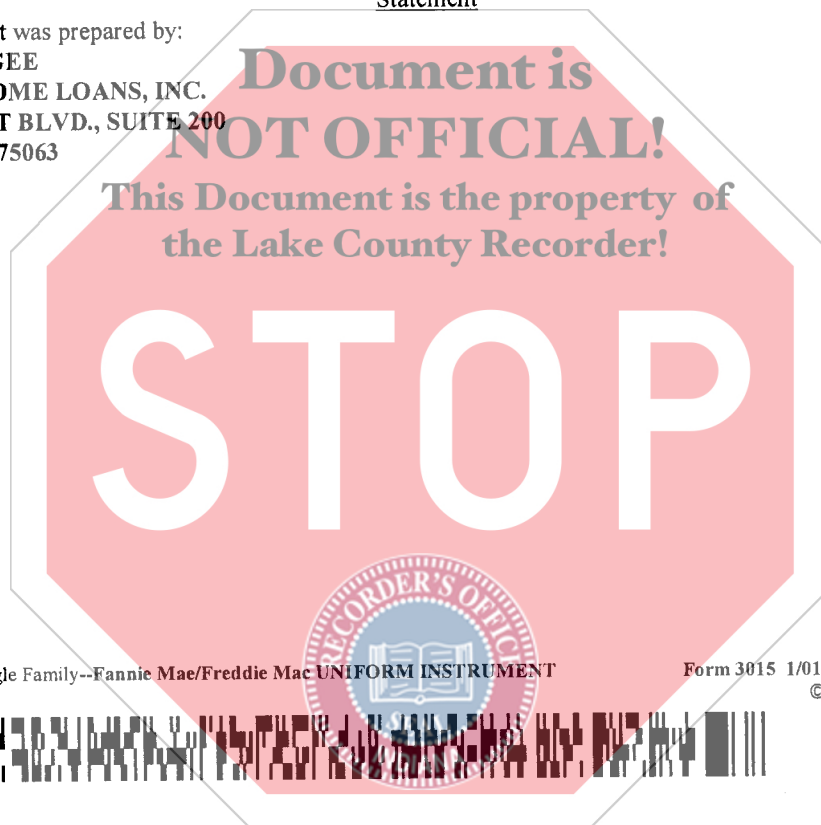 Statement
t was prepared by:
GEE
OME LOANS, INC.
T BLVD., SUITE 200
75063
Document is
NOT OFFICIAL!
This Document is the property of
the Lake County Recorder!
STOP
RECORDER'S OFFICE
SEAL
INDIANA
gle Family--Fannie Mae/Freddie Mac UNIFORM INSTRUMENT
Form 3015 1/01
©